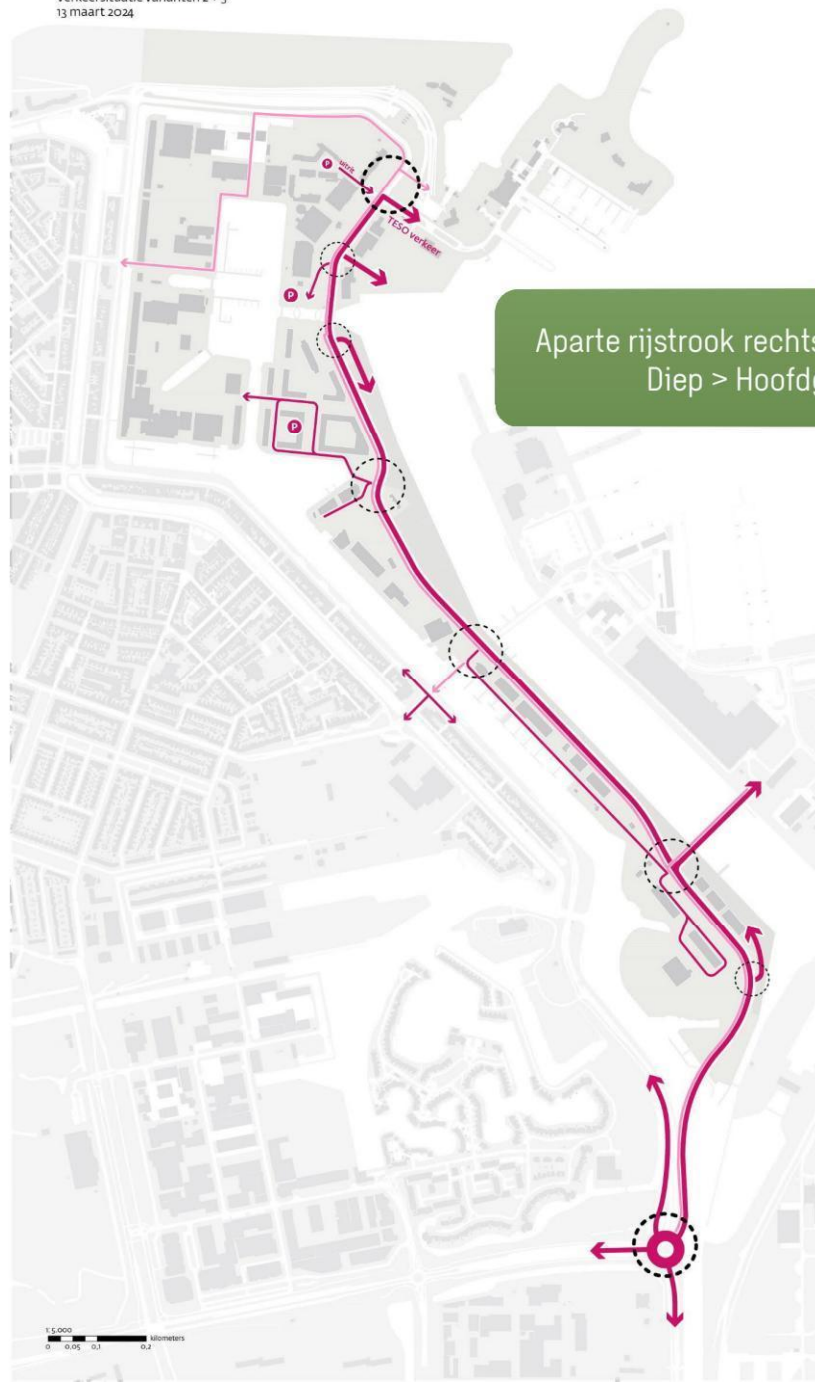 13 maart 2024
P
uitrit
TESO verkeer
P
Aparte rijstrook rechts
Diep > Hoofdg
P
1:5.000
kilometers
0 0,05 0,1 0,2